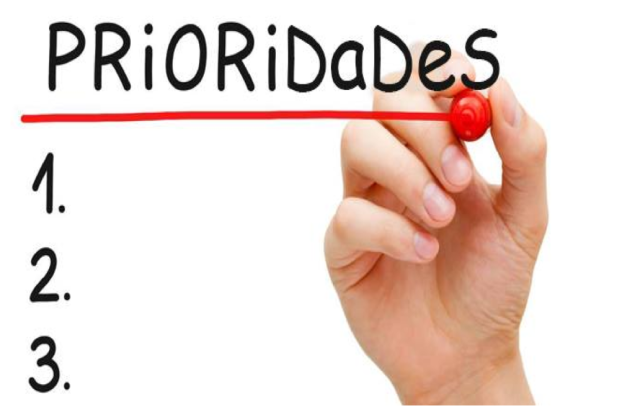 PRiORiDaDeS
1.
2.
3.